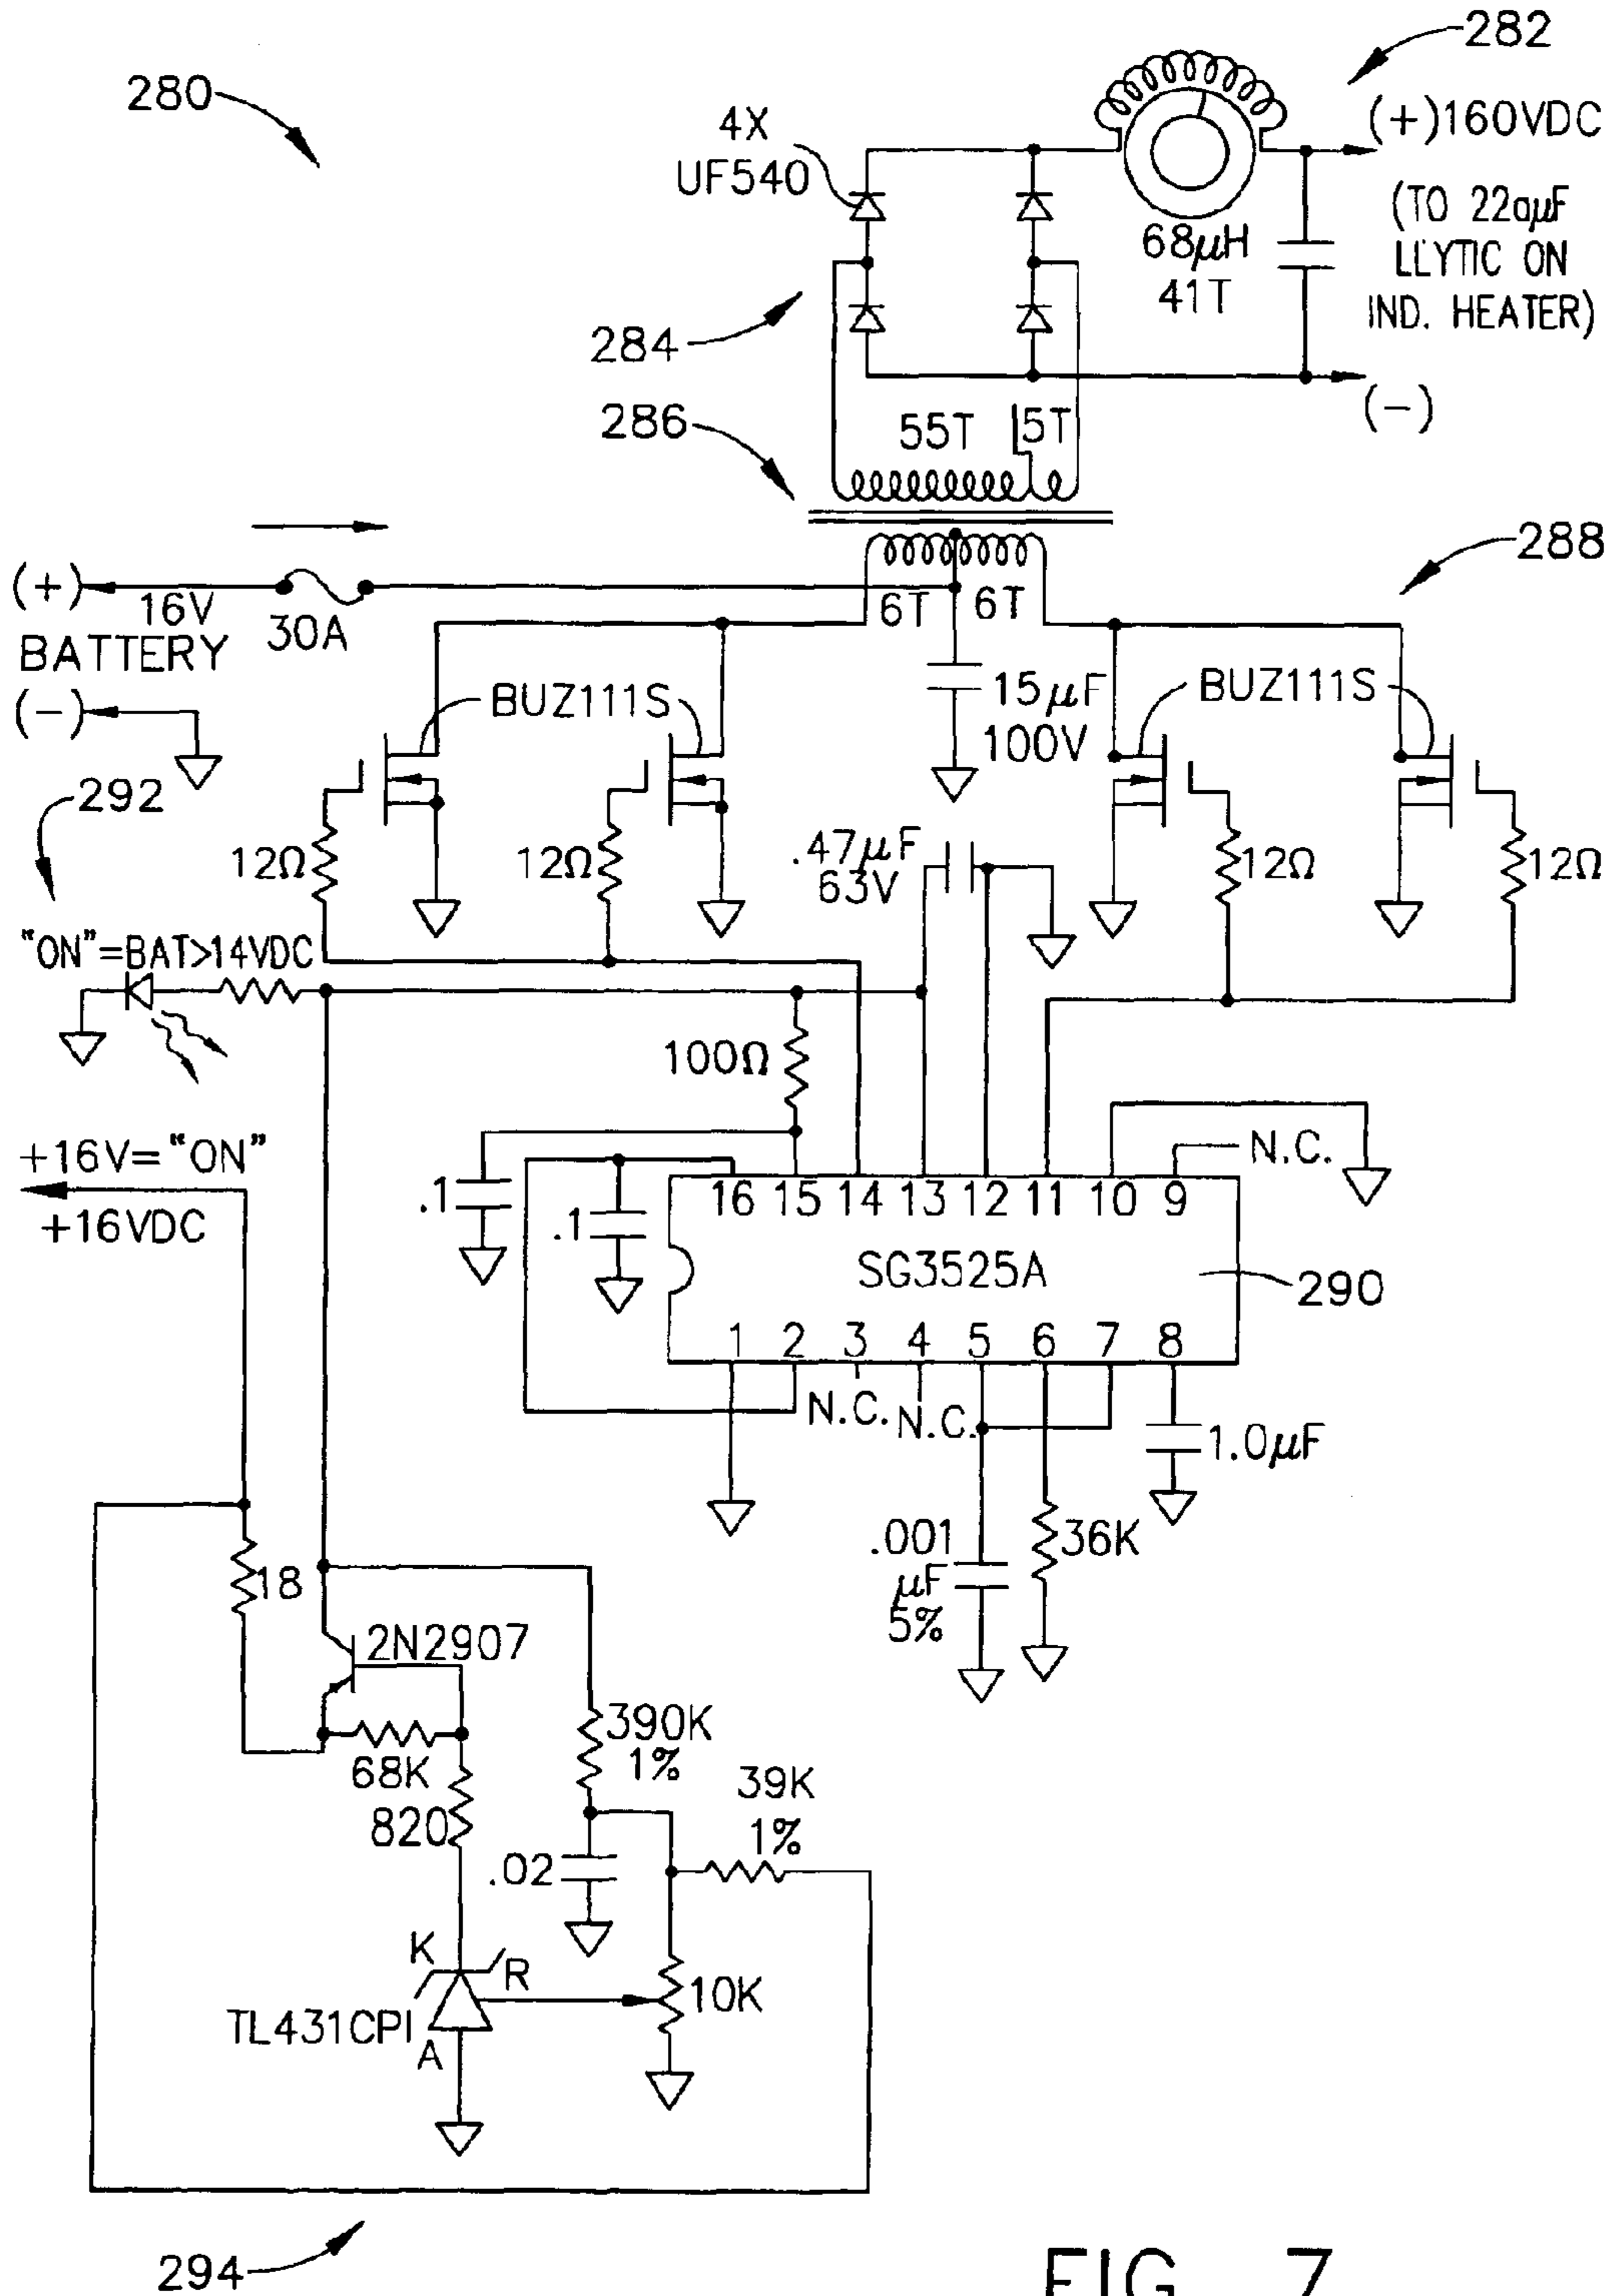 282
280
4X
UF540
(+)160VDC
(TO 22aµF
LLYTIC ON
IND. HEATER)
68µH
41T
284
(-)
286
55T
5T
288
(+)
16V
BATTERY
(-)
30A
6T
6T
BUZ111S
15µF
100V
BUZ111S
292
12Ω
12Ω
.47µF
63V
12Ω
12Ω
"ON"=BAT>14VDC
100Ω
+16V="ON"
+16VDC
.1
.1
N.C.
16 15 14 13 12 11 10 9
SG3525A
290
1 2 3 4 5 6 7 8
N.C.
N.C.
1.0µF
.001
µF
5%
36K
18
2N2907
68K
820
390K
1%
39K
1%
.02
K
R
TL431CPI
A
10K
294
FIG. 7